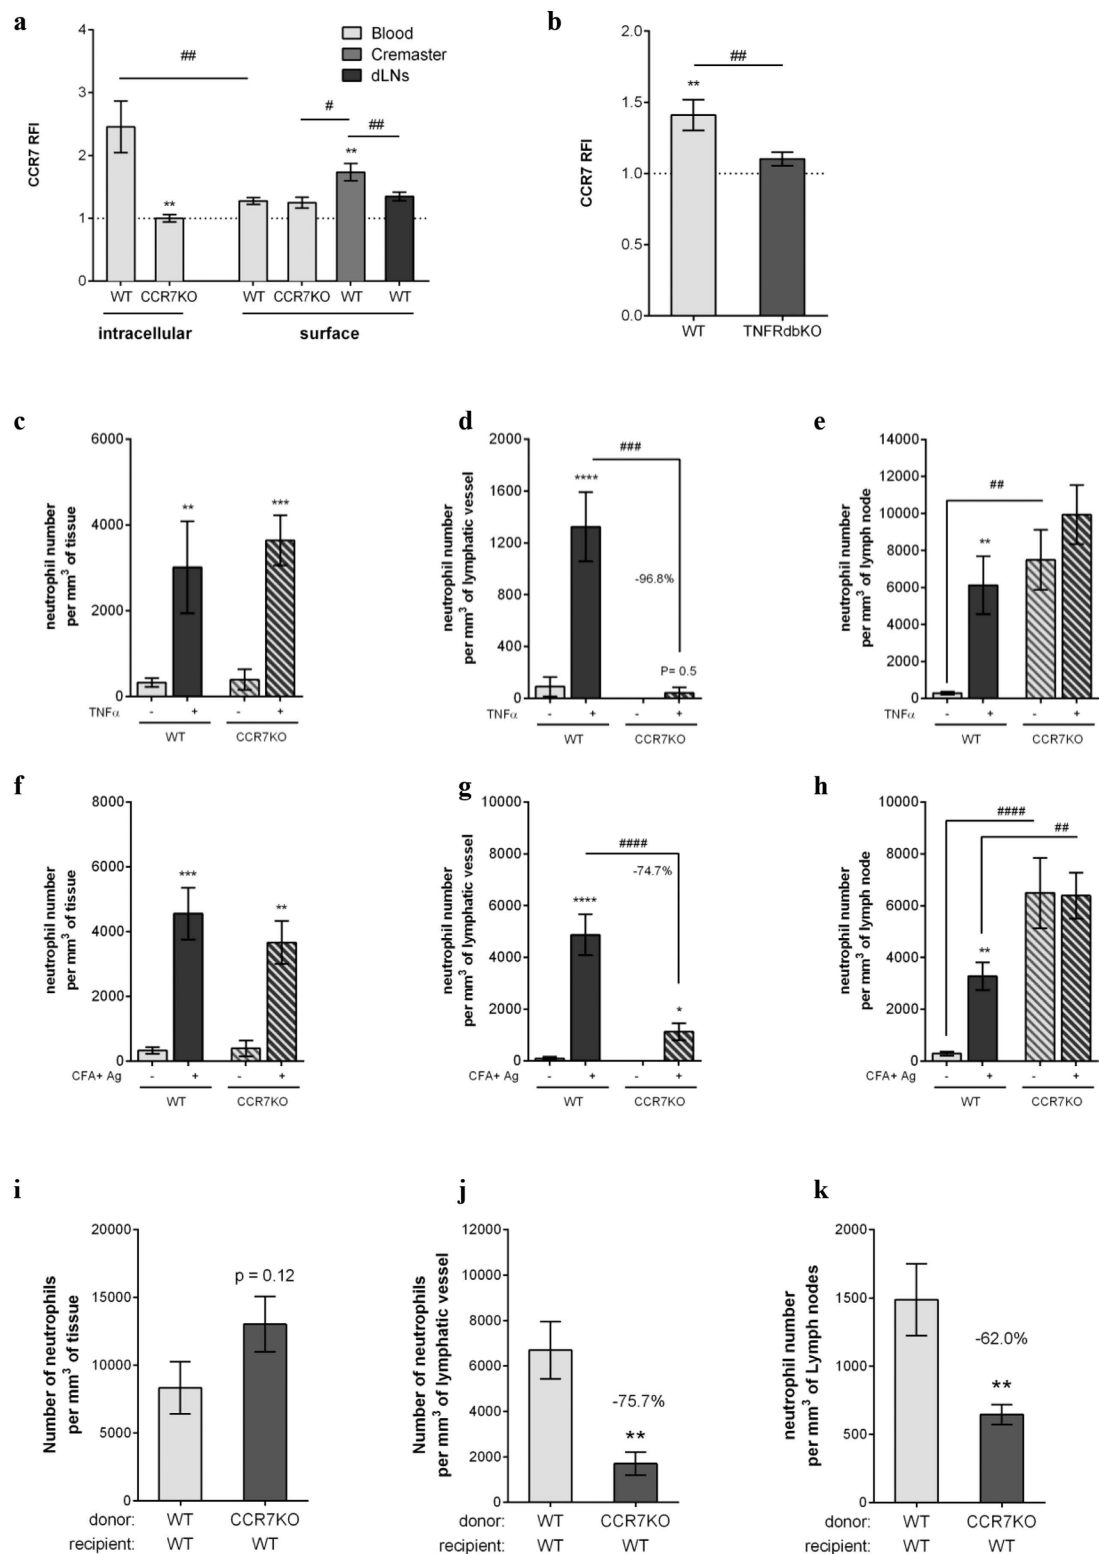 a
CCR7 RFI
4
3
2
1
0
Blood
Cremaster
dLNs
##
#
##
**
**
WT CCR7KO WT CCR7KO WT WT
intracellular surface
b
CCR7 RFI
2.0
1.5
1.0
0.5
0.0
##
**
WT TNFRdbKO
c
neutrophil number
per mm³ of tissue
6000
4000
2000
0
**
***
TNFα - + - +
WT CCR7KO
d
neutrophil number
per mm³ of lymphatic vessel
2000
1600
1200
800
400
0
###
****
-96.8%
P= 0.5
TNFα - + - +
WT CCR7KO
e
neutrophil number
per mm³ of lymph node
14000
12000
10000
8000
6000
4000
2000
0
##
**
- + - +
WT CCR7KO
f
neutrophil number
per mm³ of tissue
8000
6000
4000
2000
0
***
**
CFA+ Ag - + - +
WT CCR7KO
g
neutrophil number
per mm³ of lymphatic vessel
10000
8000
6000
4000
2000
0
####
-74.7%
****
*
CFA+ Ag - + - +
WT CCR7KO
h
neutrophil number
per mm³ of lymph node
10000
8000
6000
4000
2000
0
####
##
**
CFA+ Ag - + - +
WT CCR7KO
i
Number of neutrophils
per mm³ of tissue
20000
15000
10000
5000
0
p = 0.12
donor: WT CCR7KO
recipient: WT WT
j
Number of neutrophils
per mm³ of lymphatic vessel
12000
10000
8000
6000
4000
2000
0
-75.7%
**
donor: WT CCR7KO
recipient: WT WT
k
neutrophil number
per mm³ of Lymph nodes
2000
1500
1000
500
0
-62.0%
**
donor: WT CCR7KO
recipient: WT WT